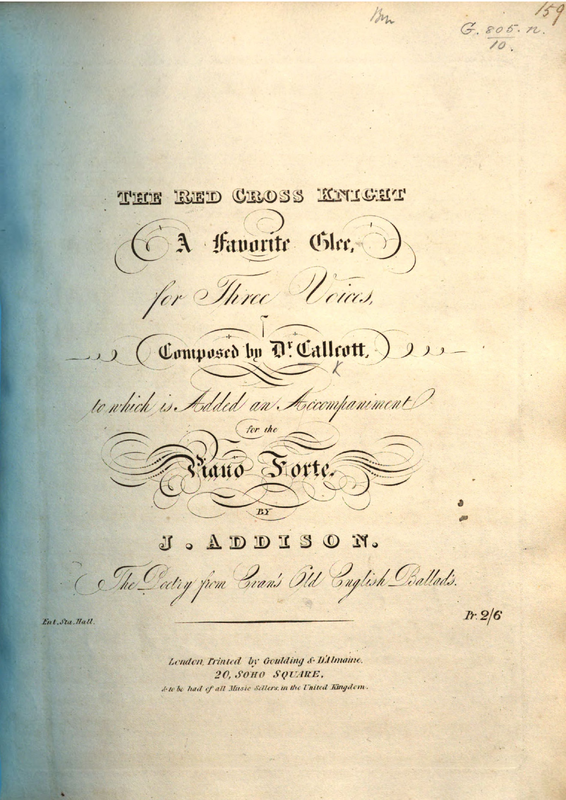 159
G. 805. n.
10.
THE RED CROSS KNIGHT
A Favorite Glee,
for Three Voices,
Composed by Dr. Callcott,
to which is Added an Accompaniment
for the
Piano Forte.
BY
J. ADDISON.
The Poetry from Evan's Old English Ballads.
Ent. Sta. Hall.
Pr. 2/6
London, Printed by Goulding & D'Almaine.
20, SOHO SQUARE,
& to be had of all Music Sellers, in the United Kingdom.